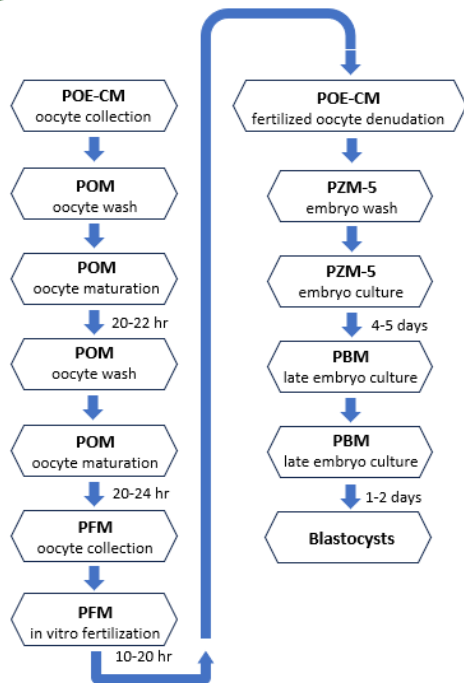 POE-CM
oocyte collection
POM
oocyte wash
POM
oocyte maturation
20-22 hr
POM
oocyte wash
POM
oocyte maturation
20-24 hr
PFM
oocyte collection
PFM
in vitro fertilization
10-20 hr
POE-CM
fertilized oocyte denudation
PZM-5
embryo wash
PZM-5
embryo culture
4-5 days
PBM
late embryo culture
PBM
late embryo culture
1-2 days
Blastocysts